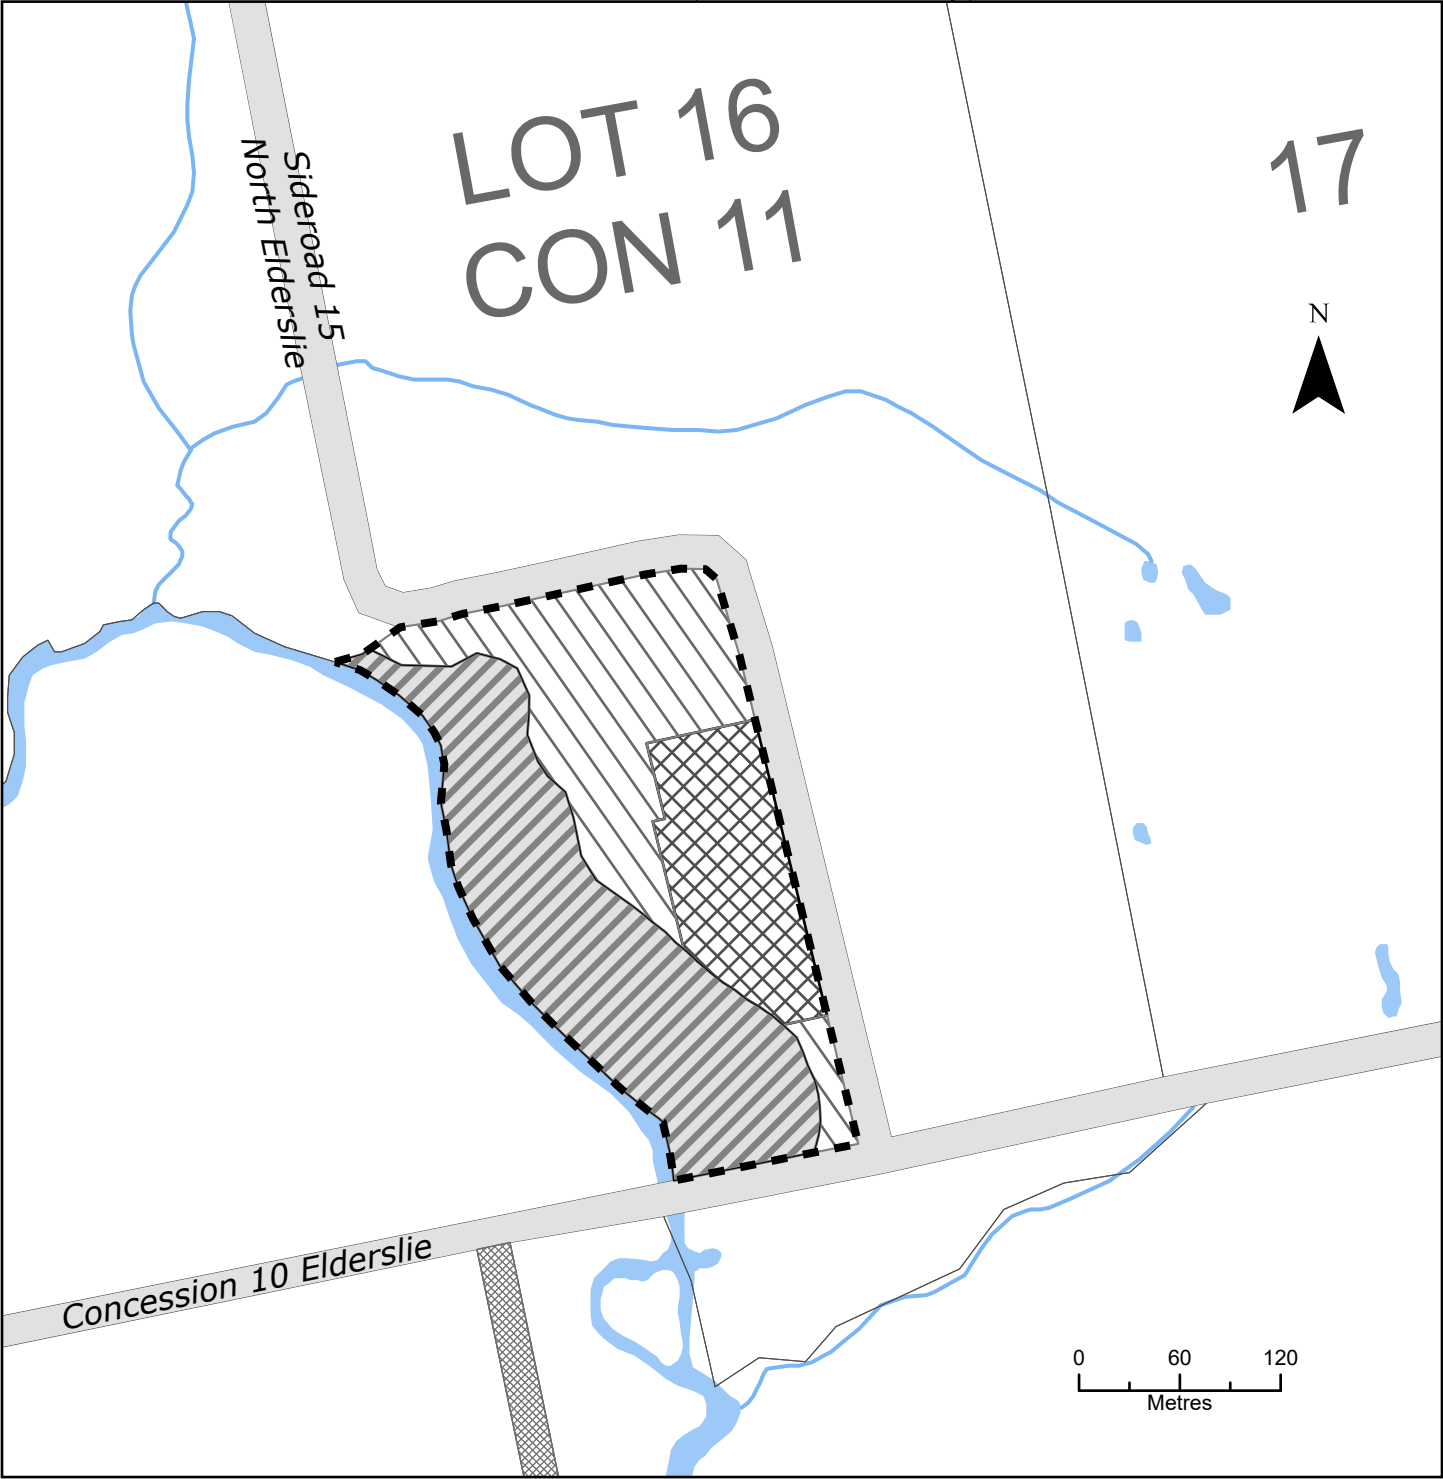 LOT 16
CON 11
17
Sideroad 15
North Elderslie
N
Concession 10 Elderslie
0 60 120
Metres